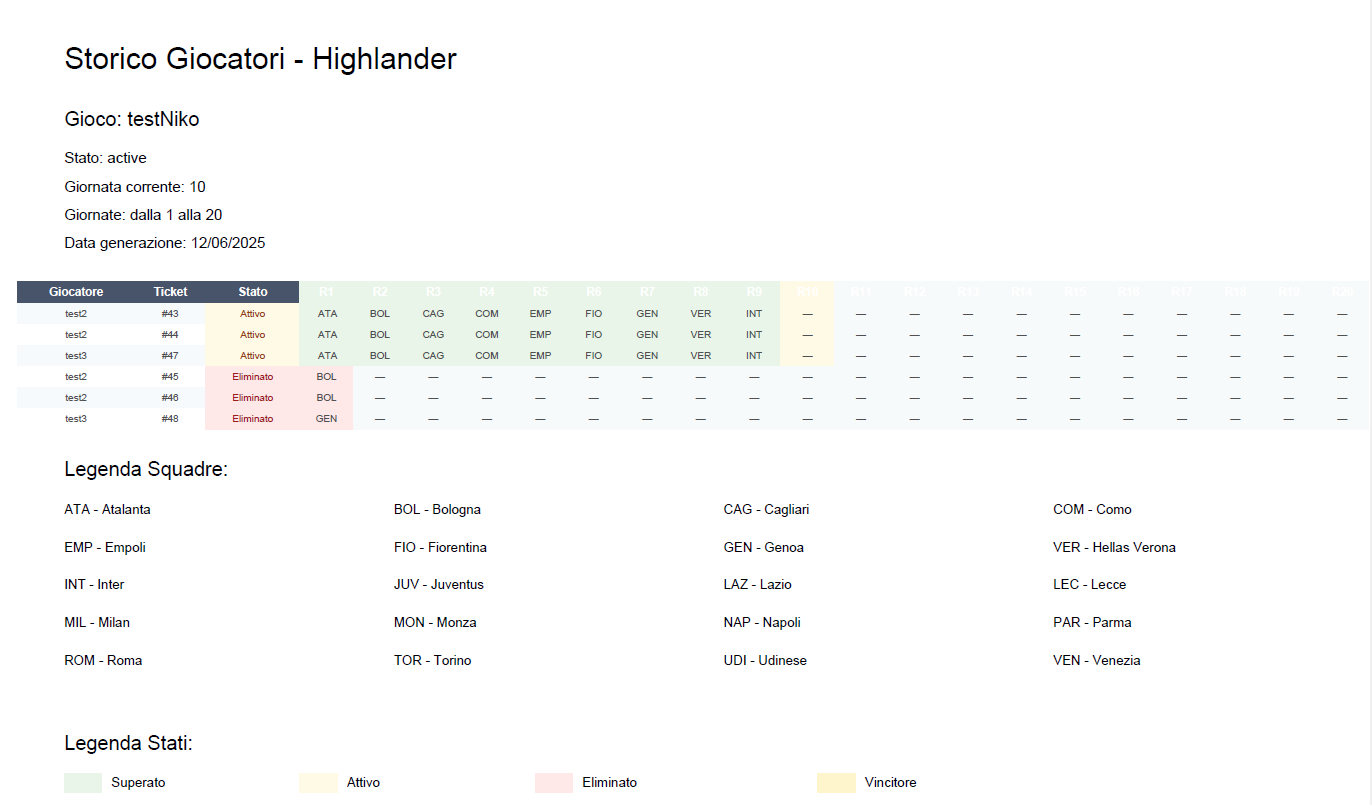 Storico Giocatori - Highlander
Gioco: testNiko
Stato: active
Giornata corrente: 10
Giornate: dalla 1 alla 20
Data generazione: 12/06/2025
Giocatore Ticket Stato R1 R2 R3 R4 R5 R6 R7 R8 R9 R10 R11 R12 R13 R14 R15 R16 R17 R18 R19 R20
test2 #43 Attivo ATA BOL CAG COM EMP FIO GEN VER INT — — — — — — — — — — —
test2 #44 Attivo ATA BOL CAG COM EMP FIO GEN VER INT — — — — — — — — — — —
test3 #47 Attivo ATA BOL CAG COM EMP FIO GEN VER INT — — — — — — — — — — —
test2 #45 Eliminato BOL — — — — — — — — — — — — — — — — — — —
test2 #46 Eliminato BOL — — — — — — — — — — — — — — — — — — —
test3 #48 Eliminato GEN — — — — — — — — — — — — — — — — — — —
Legenda Squadre:
ATA - Atalanta BOL - Bologna CAG - Cagliari COM - Como
EMP - Empoli FIO - Fiorentina GEN - Genoa VER - Hellas Verona
INT - Inter JUV - Juventus LAZ - Lazio LEC - Lecce
MIL - Milan MON - Monza NAP - Napoli PAR - Parma
ROM - Roma TOR - Torino UDI - Udinese VEN - Venezia
Legenda Stati:
Superato Attivo Eliminato Vincitore